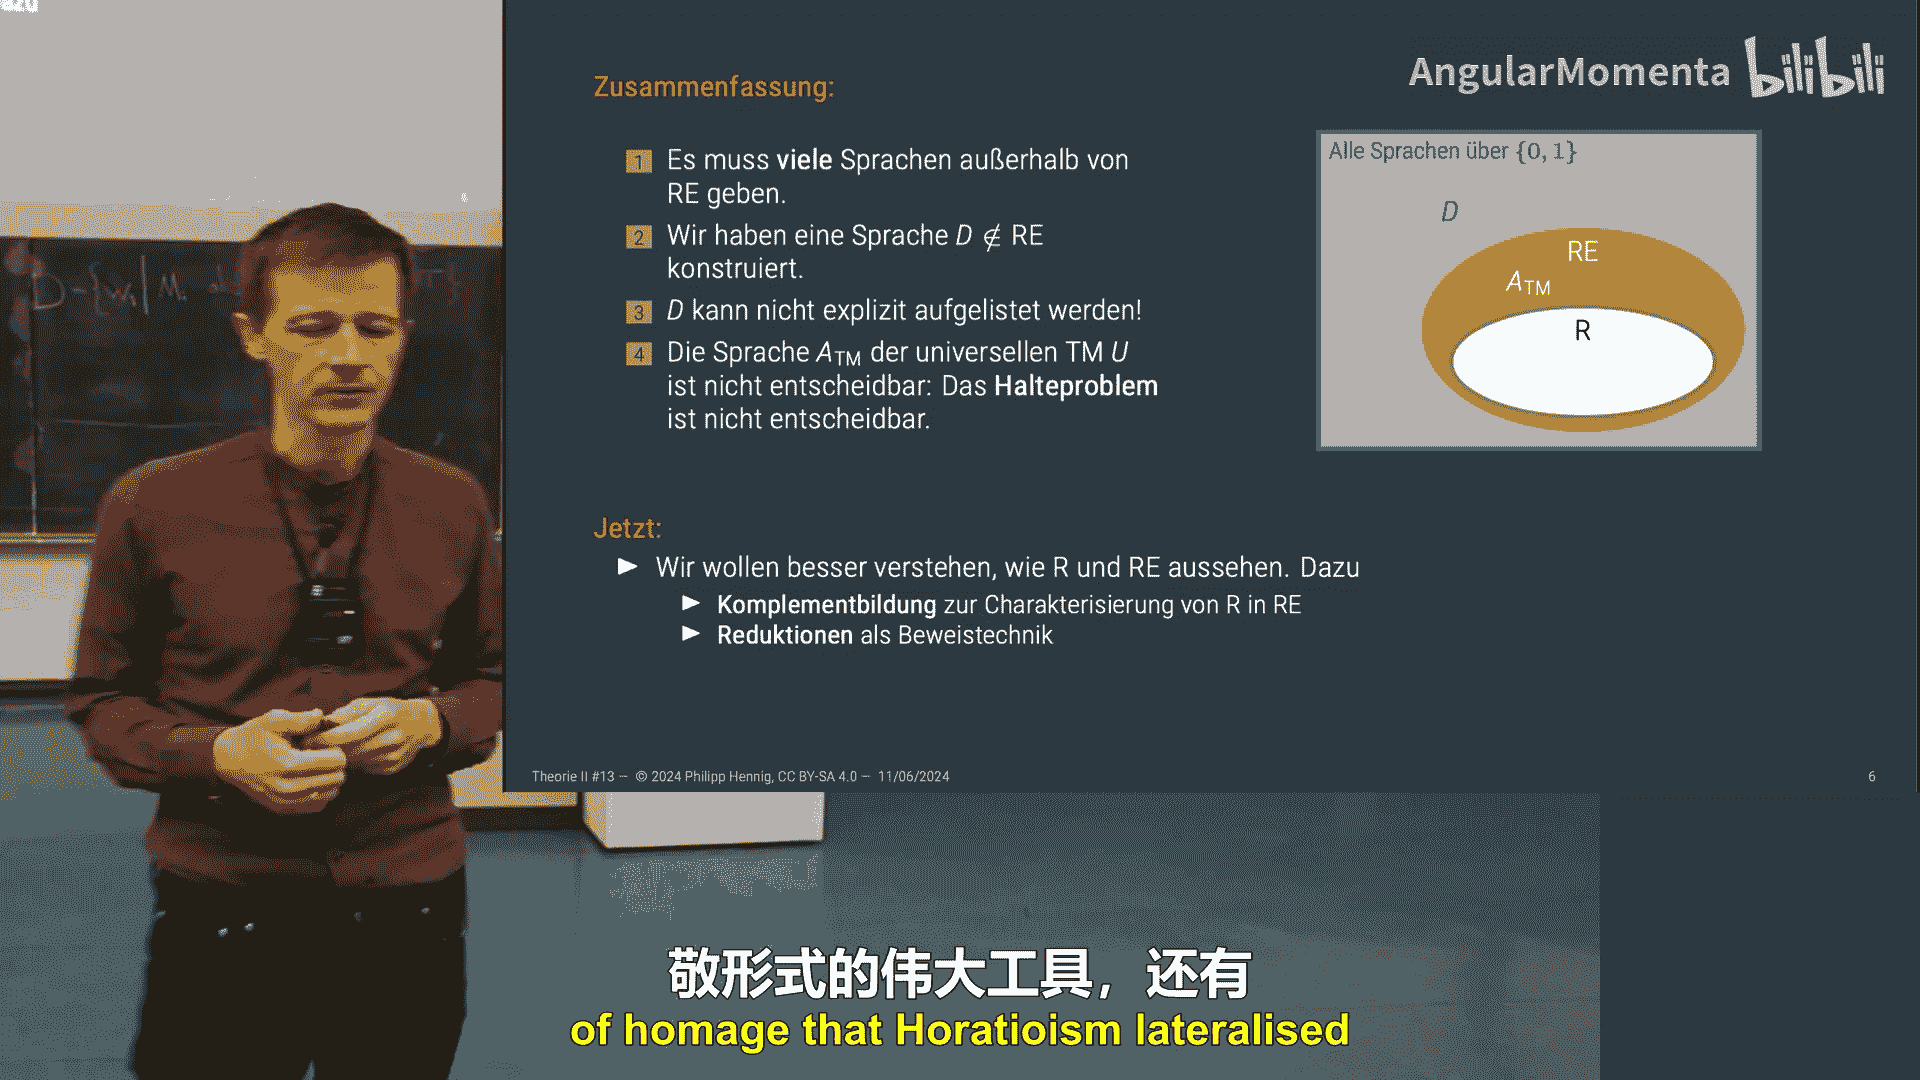 AngularMomenta bilibili
Zusammenfassung:
1 Es muss viele Sprachen außerhalb von
RE geben.
2 Wir haben eine Sprache D ∉ RE
konstruiert.
3 D kann nicht explizit aufgelistet werden!
4 Die Sprache A_TM der universellen TM U
ist nicht entscheidbar: Das Halteproblem
ist nicht entscheidbar.
Alle Sprachen über {0, 1}
D
RE
A_TM
R
Jetzt:
► Wir wollen besser verstehen, wie R und RE aussehen. Dazu
► Komplementbildung zur Charakterisierung von R in RE
► Reduktionen als Beweistechnik
Theorie II #13 — © 2024 Philipp Hennig, CC BY-SA 4.0 — 11/06/2024
6
敬形式的伟大工具，还有
of homage that Horatioism lateralised